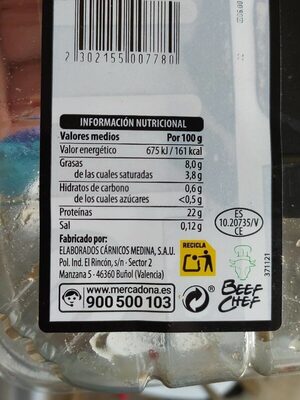 2 302155 007780
INFORMACIÓN NUTRICIONAL
Valores medios Por 100 g
Valor energético 675 kJ / 161 kcal
Grasas 8,0 g
de las cuales saturadas 3,8 g
Hidratos de carbono 0,6 g
de los cuales azúcares <0,5 g
Proteínas 22 g
Sal 0,12 g
Fabricado por:
ELABORADOS CÁRNICOS MEDINA, S.A.U.
Pol. Ind. El Rincón, s/n - Sector 2
Manzana 5 - 46360 Buñol (Valencia)
www.mercadona.es
900 500 103
RECICLA
ES
10.20735/V
CE
BEEF
CHEF
371121